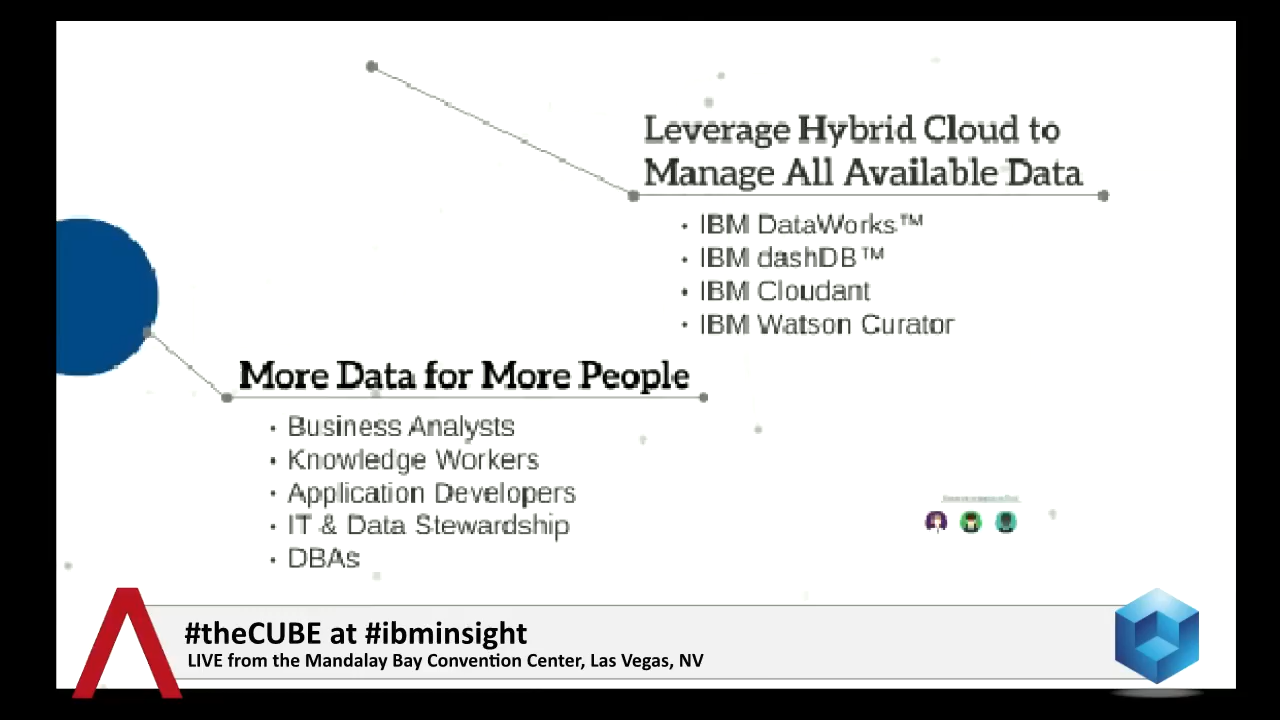 Leverage Hybrid Cloud to
Manage All Available Data
• IBM DataWorks™
• IBM dashDB™
• IBM Cloudant
• IBM Watson Curator
More Data for More People
• Business Analysts
• Knowledge Workers
• Application Developers
• IT & Data Stewardship
• DBAs
#theCUBE at #ibminsight
LIVE from the Mandalay Bay Convention Center, Las Vegas, NV